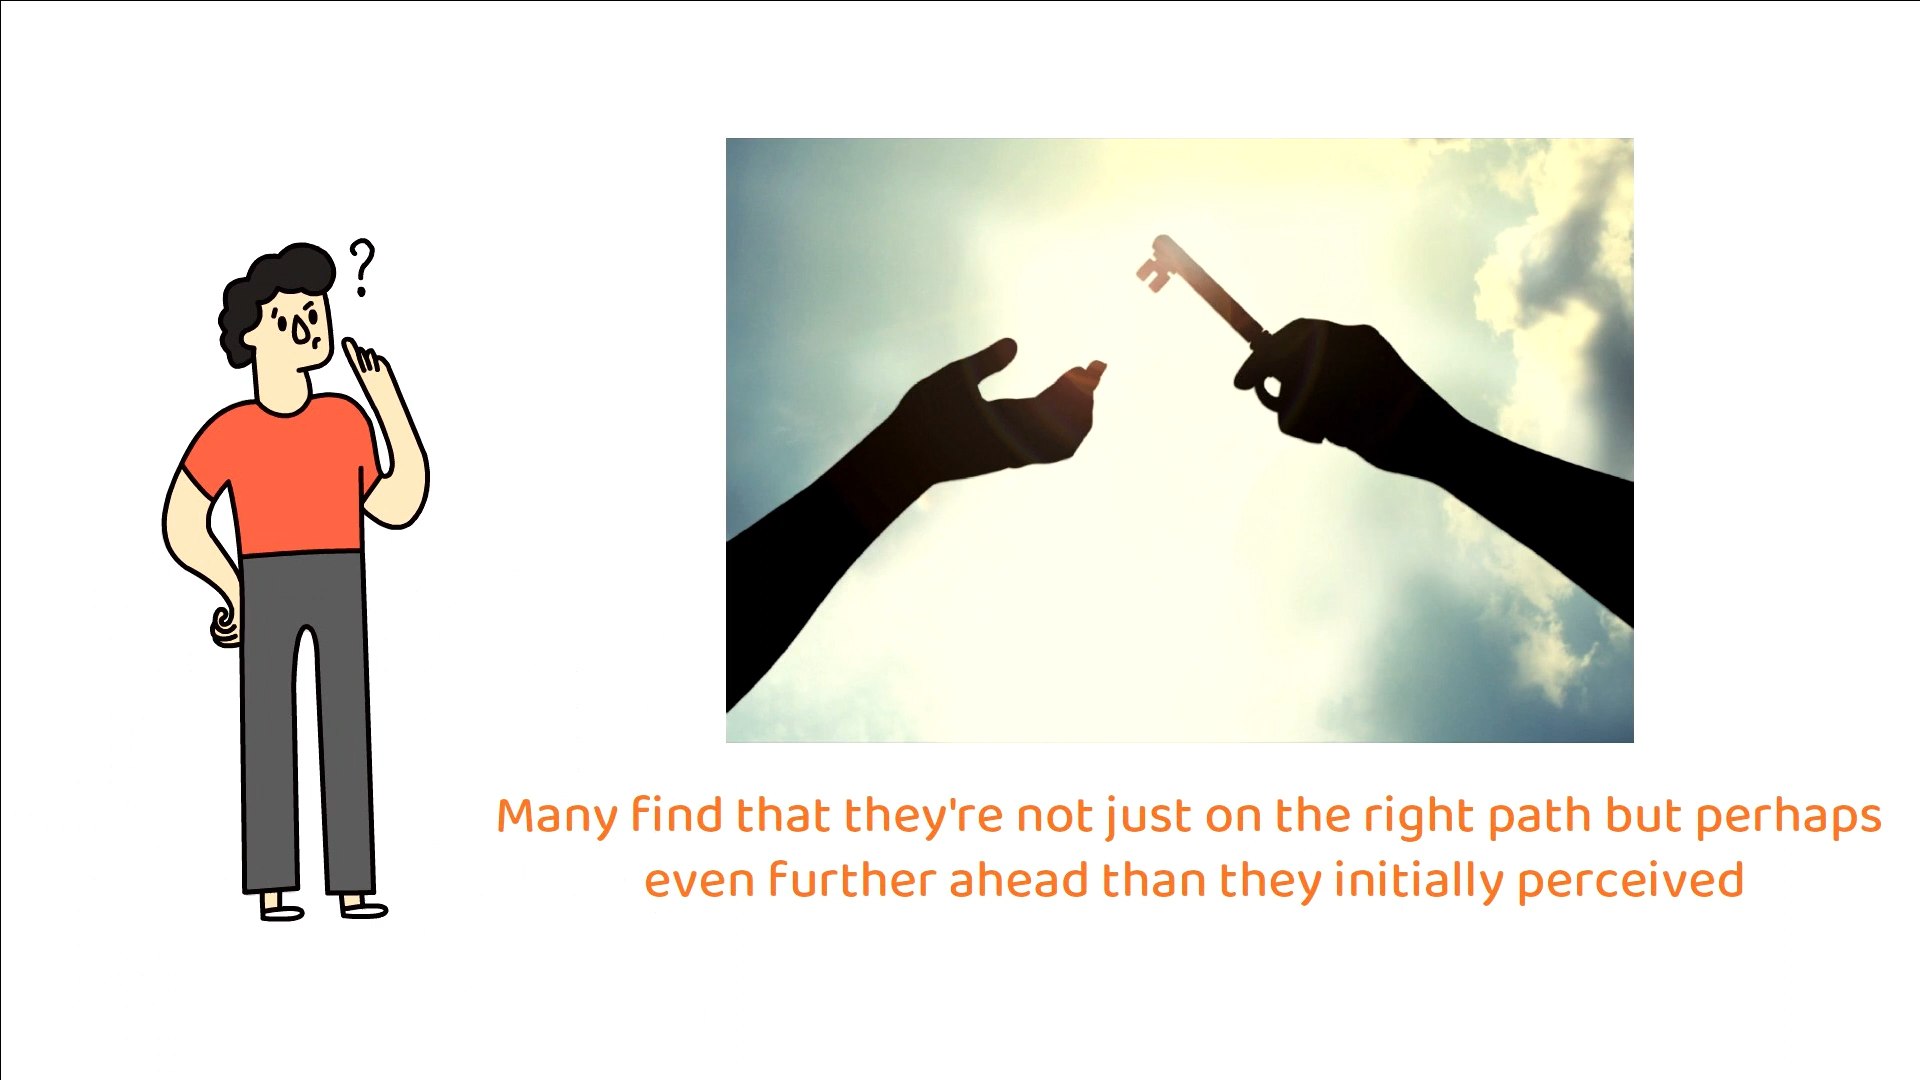 ?
Many find that they're not just on the right path but perhaps
even further ahead than they initially perceived